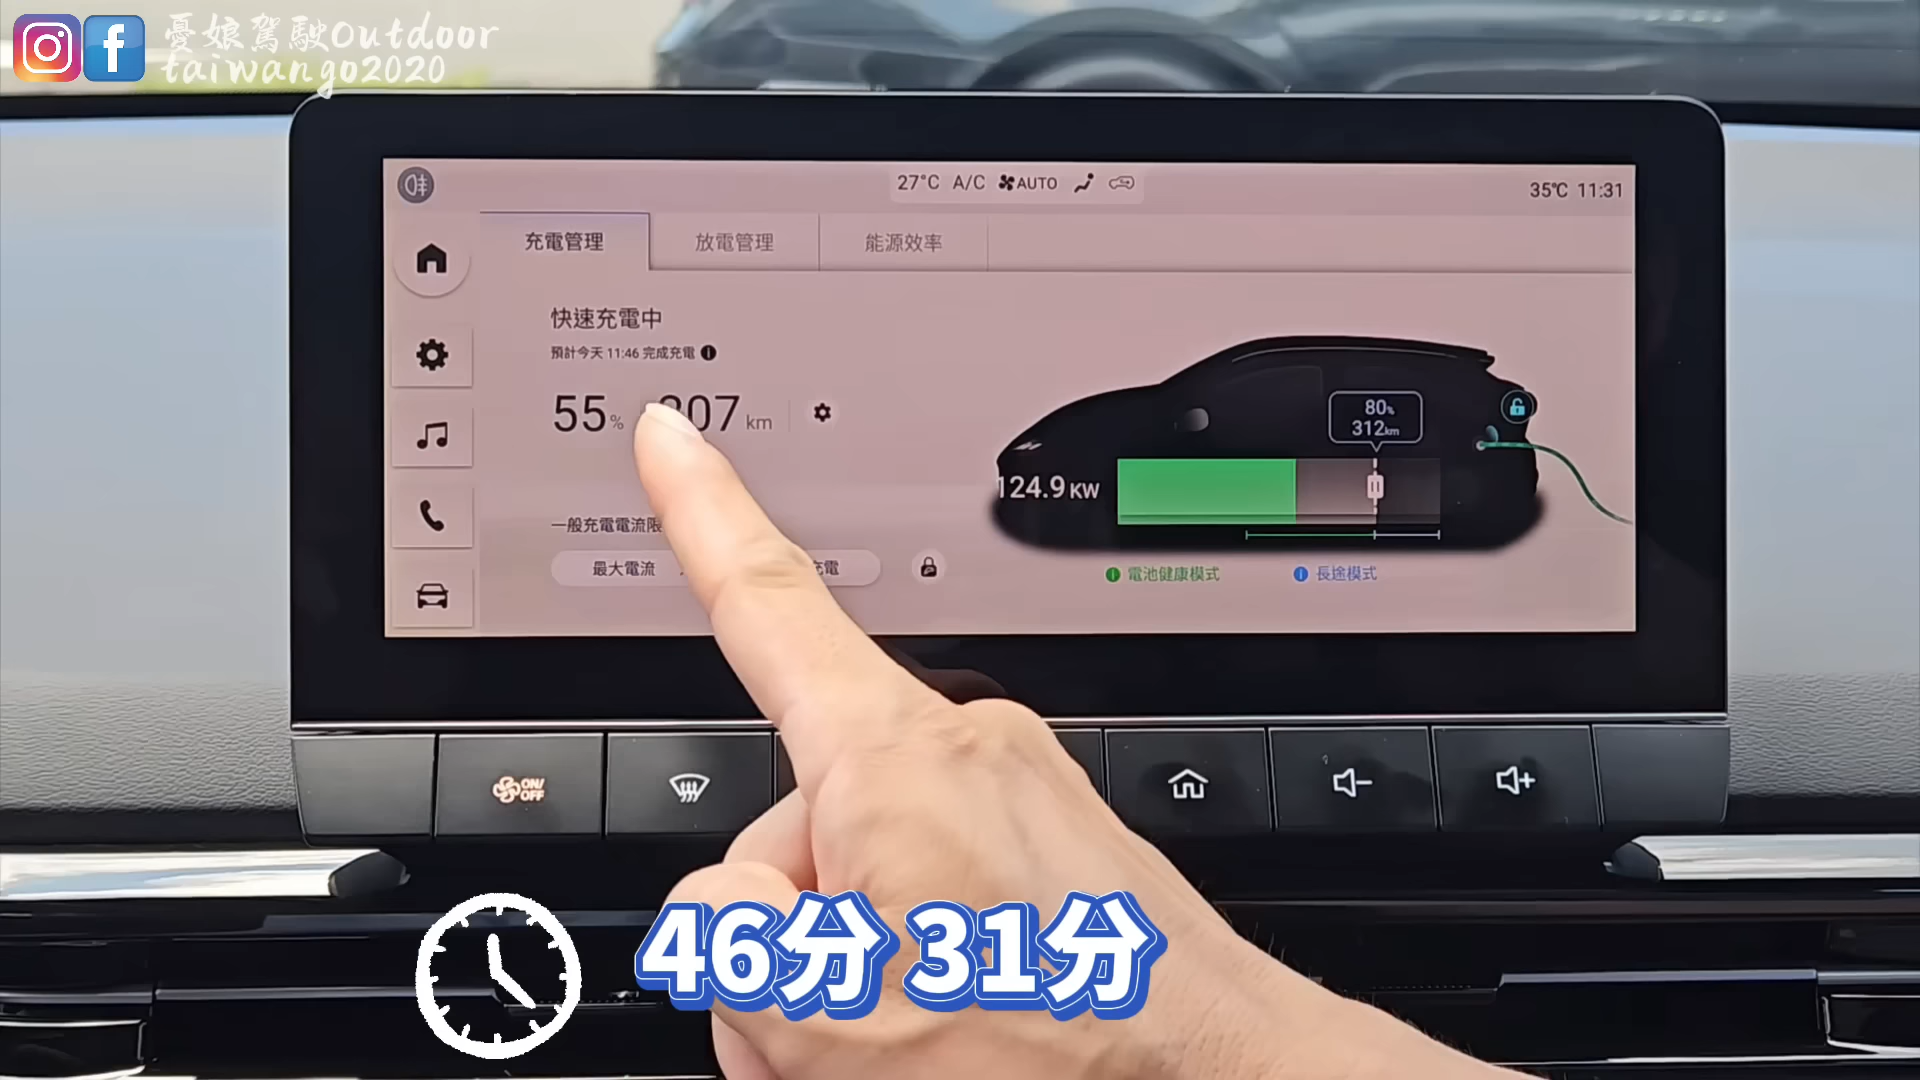 憂娘駕駛Outdoor
taiwango2020
27°C A/C AUTO
35℃ 11:31
充電管理
放電管理
能源效率
快速充電中
預計今天 11:46 完成充電
55% 207 km
80%
312km
124.9 KW
一般充電電流限
最大電流
充電
電池健康模式
長途模式
ON/
OFF
46分 31分